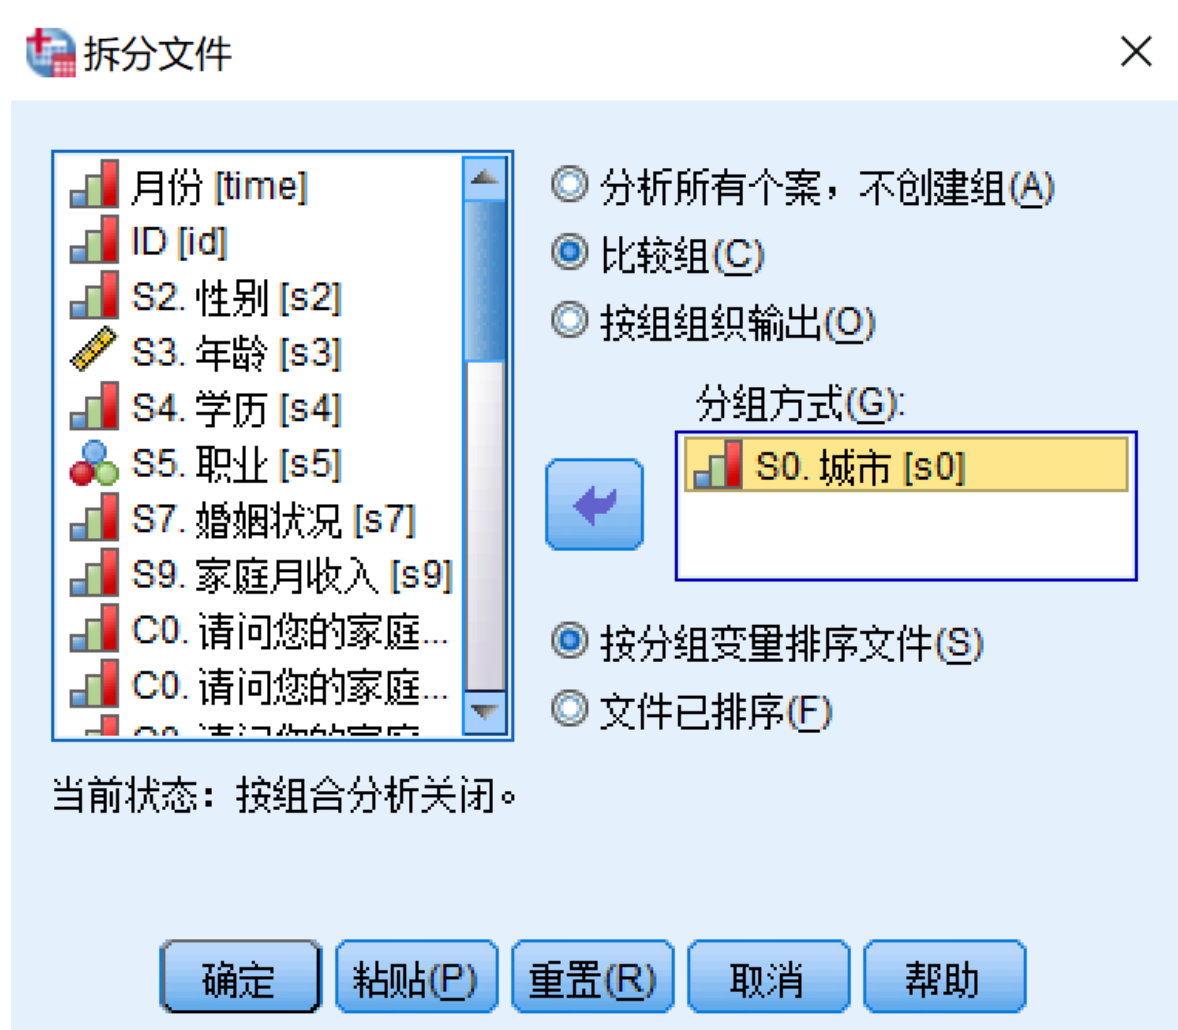 拆分文件
月份 [time]
ID [id]
S2. 性别 [s2]
S3. 年龄 [s3]
S4. 学历 [s4]
S5. 职业 [s5]
S7. 婚姻状况 [s7]
S9. 家庭月收入 [s9]
C0. 请问您的家庭...
C0. 请问您的家庭...
分析所有个案，不创建组(A)
比较组(C)
按组组织输出(O)
分组方式(G):
S0. 城市 [s0]
按分组变量排序文件(S)
文件已排序(F)
当前状态：按组合分析关闭。
确定
粘贴(P)
重置(R)
取消
帮助